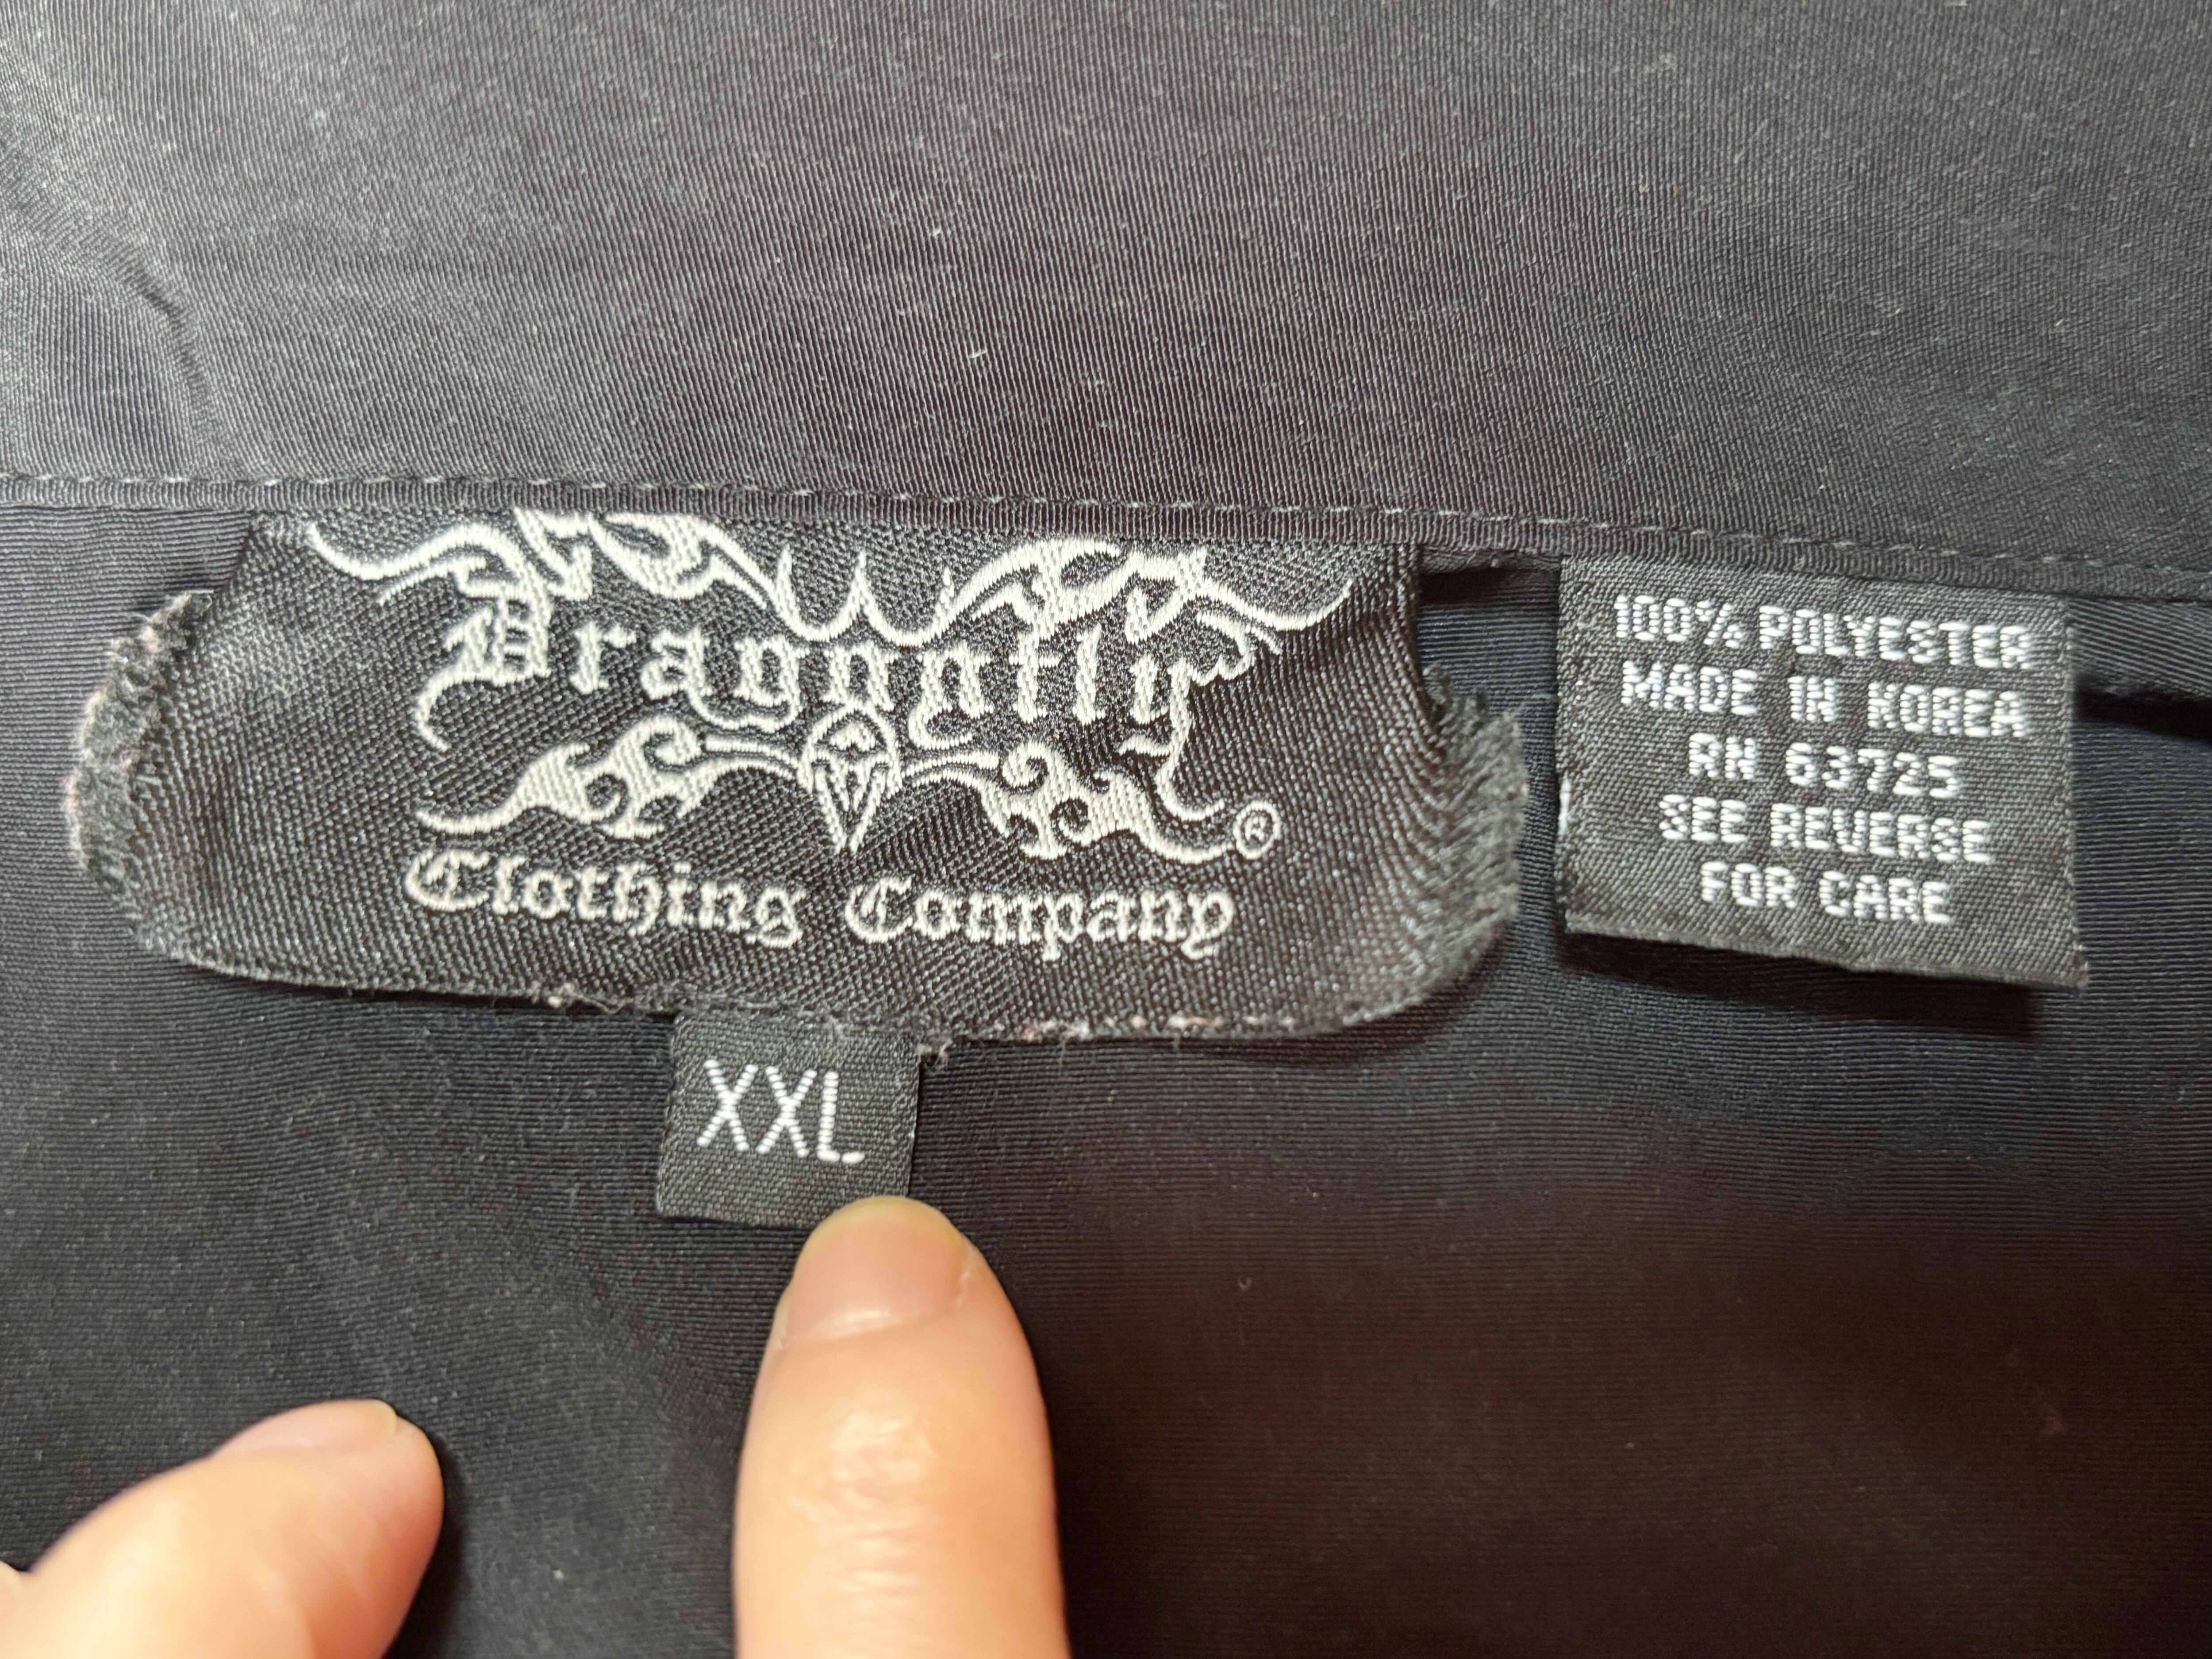 Dragonfly
®
Clothing Company
XXL
100% POLYESTER
MADE IN KOREA
RN 63725
SEE REVERSE
FOR CARE